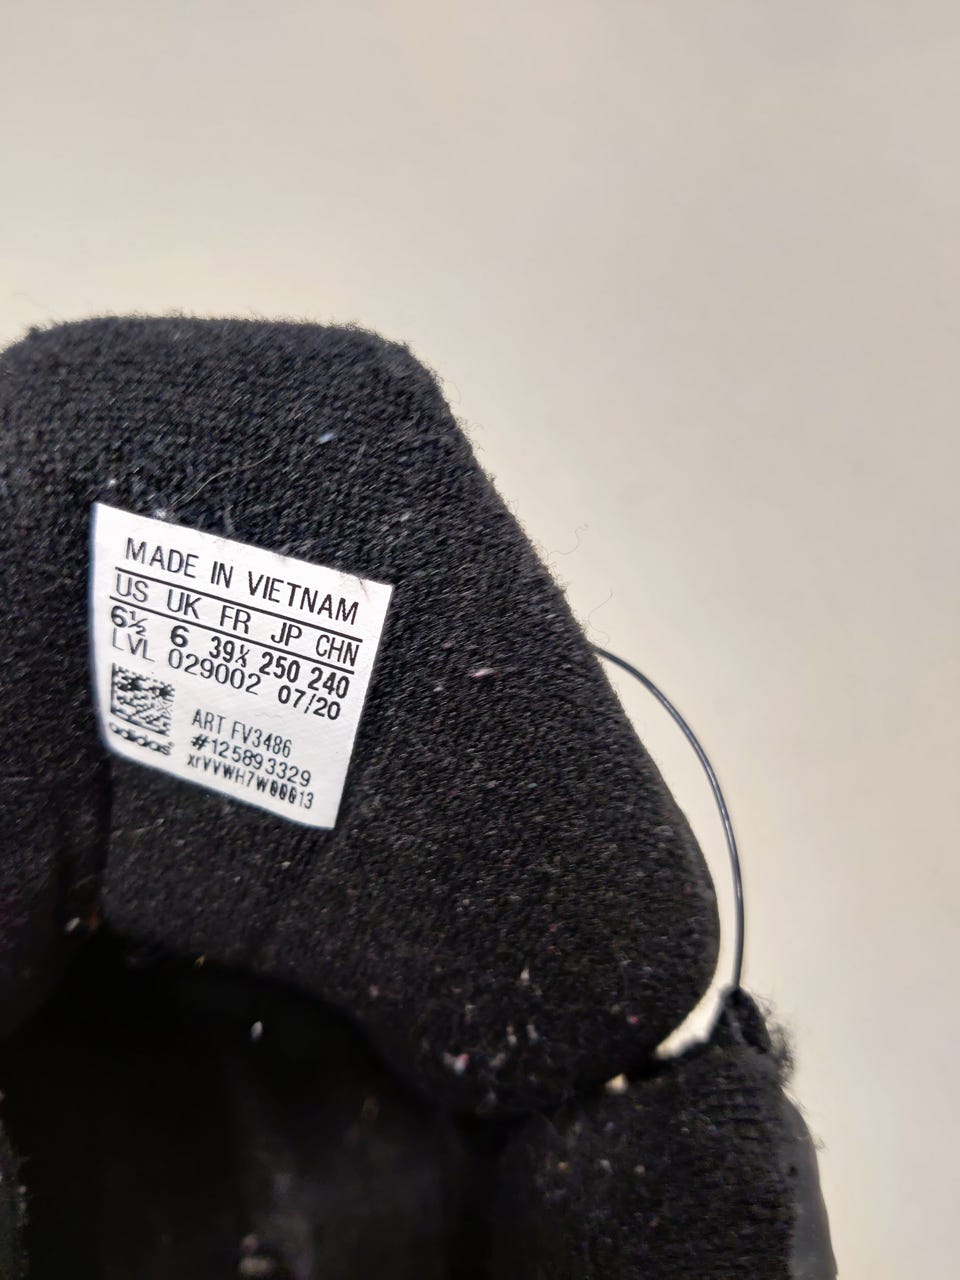 MADE IN VIETNAM
US UK FR JP CHN
6½ 6 39⅓ 250 240
LVL 029002 07/20
ART FV3486
#125893329
adidas